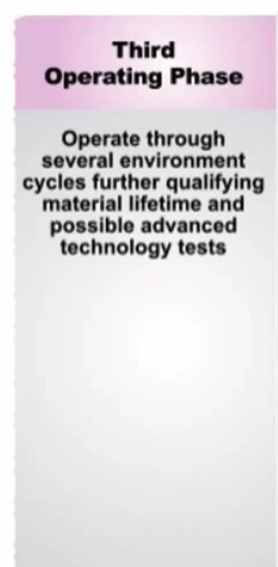 Third
Operating Phase
Operate through
several environment
cycles further qualifying
material lifetime and
possible advanced
technology tests